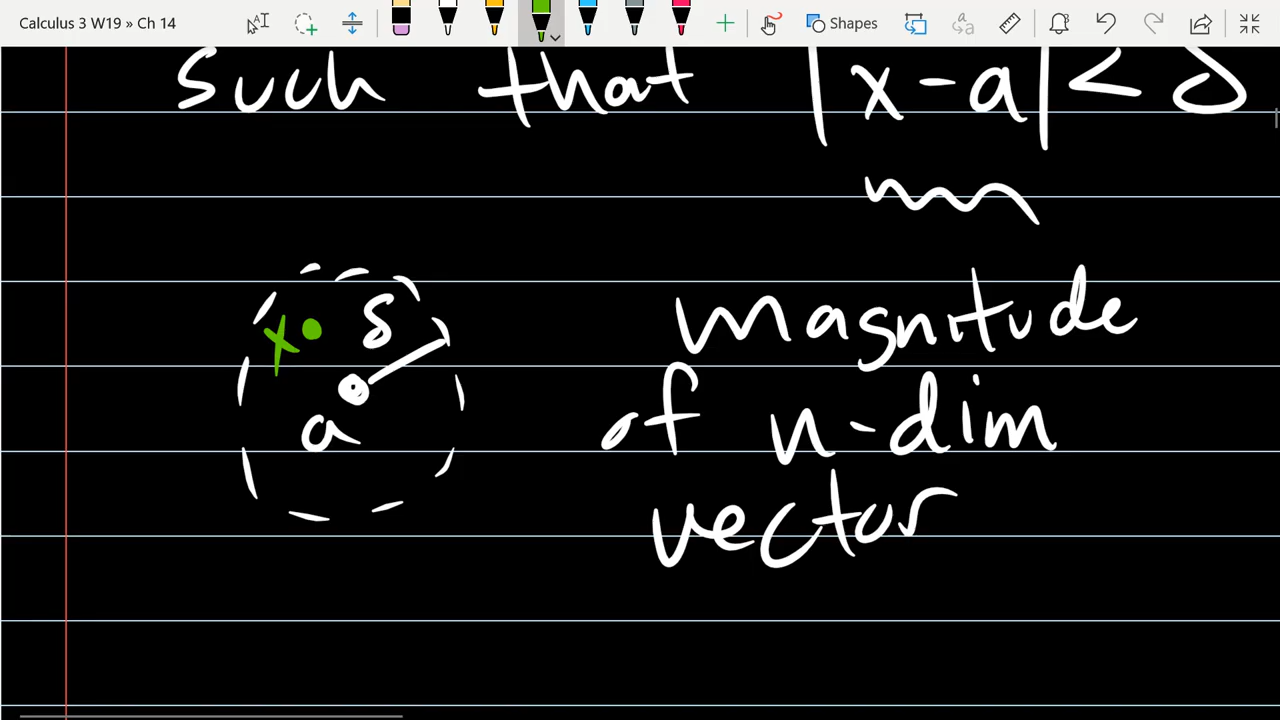 Calculus 3 W19 » Ch 14
Shapes
such that |x-a|<δ
magnitude
of n-dim
vector
x
δ
a